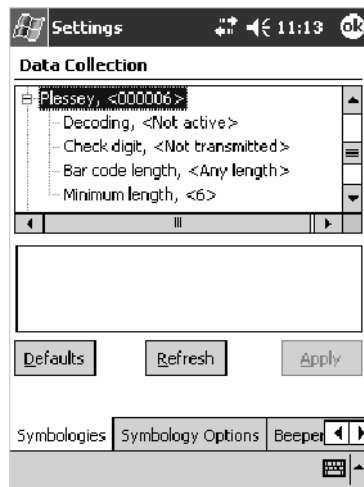 Settings 11:13 ok
Data Collection
Plessey, <000006>
Decoding, <Not active>
Check digit, <Not transmitted>
Bar code length, <Any length>
Minimum length, <6>
Defaults Refresh Apply
Symbologies Symbology Options Beeper